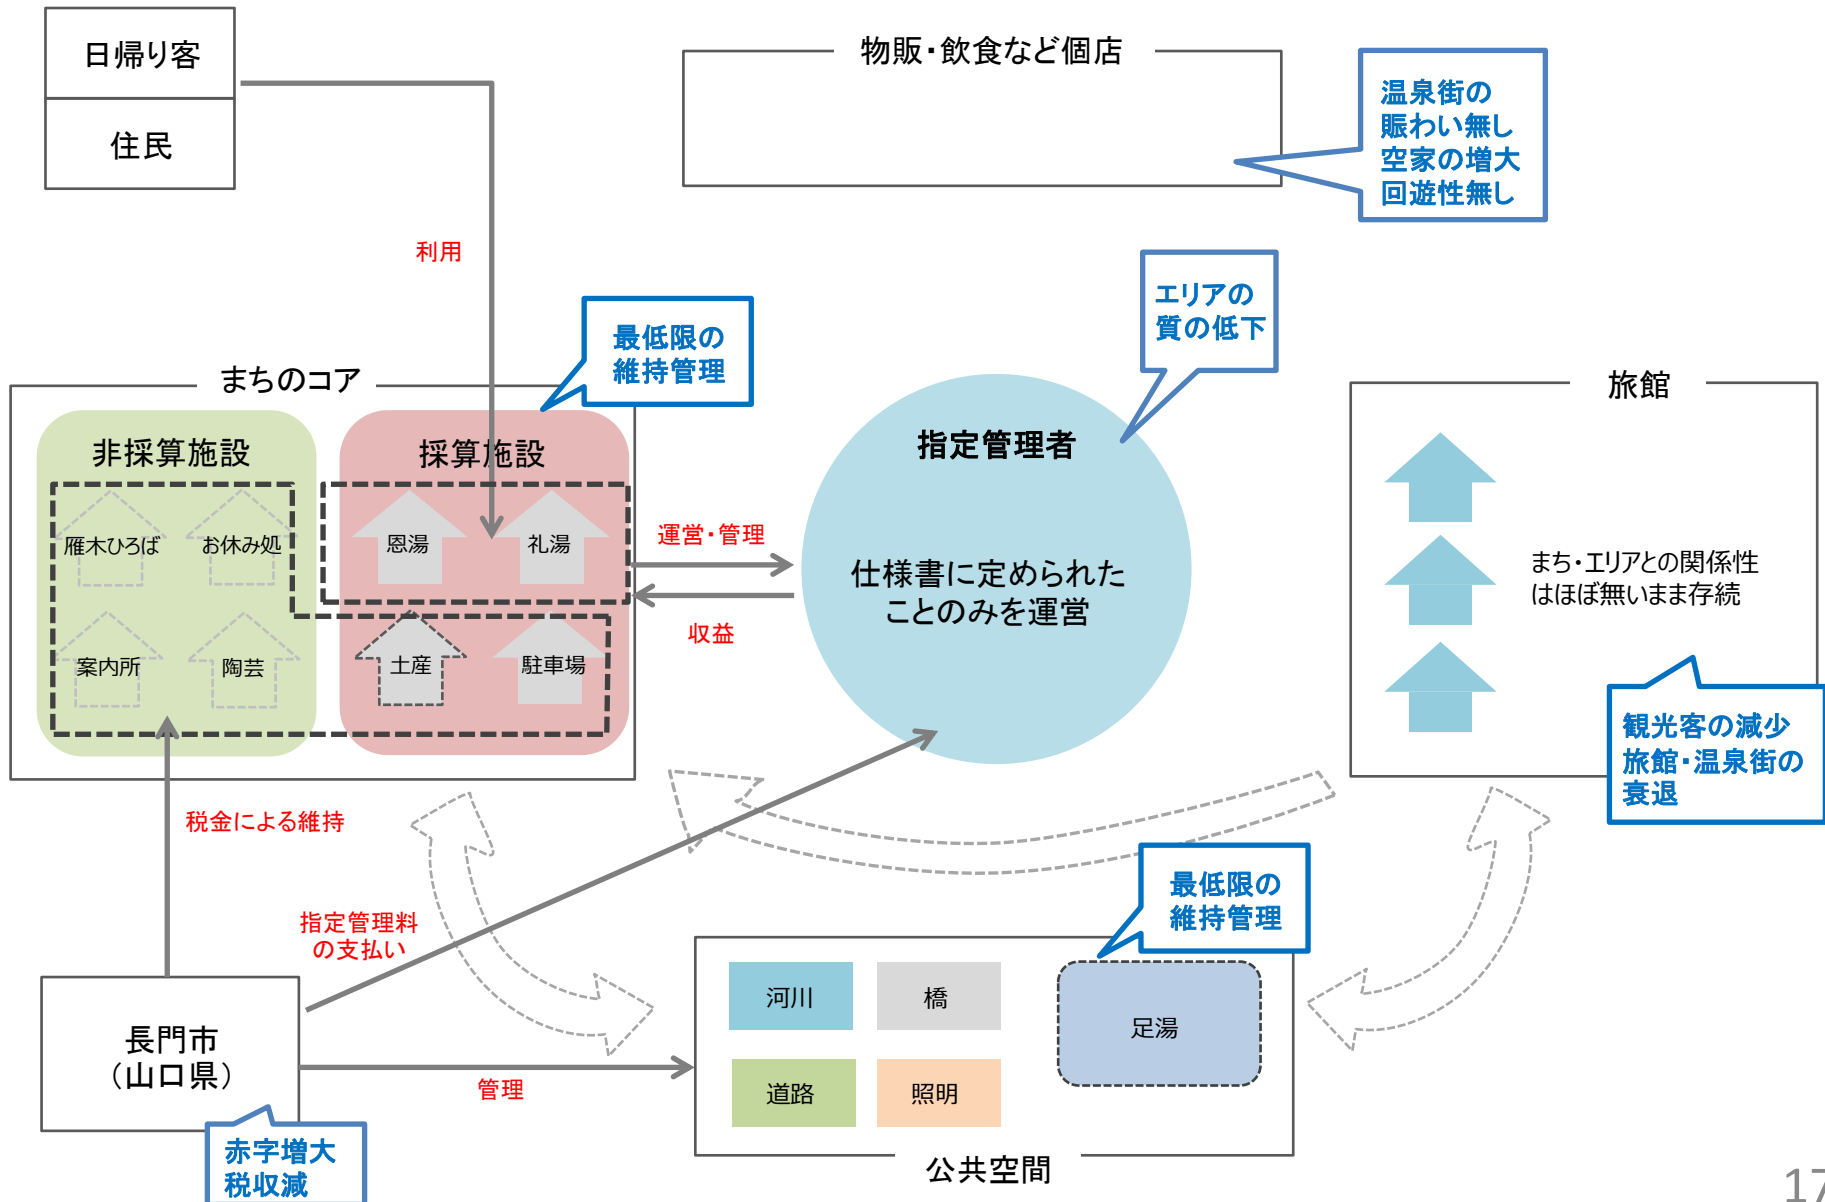 日帰り客
住民
物販・飲食など個店
温泉街の
賑わい無し
空家の増大
回遊性無し
利用
エリアの
質の低下
最低限の
維持管理
まちのコア
旅館
非採算施設
採算施設
指定管理者
雁木ひろば
お休み処
恩湯
礼湯
運営・管理
仕様書に定められた
ことのみを運営
まち・エリアとの関係性
はほぼ無いまま存続
収益
案内所
陶芸
土産
駐車場
観光客の減少
旅館・温泉街の
衰退
税金による維持
最低限の
維持管理
指定管理料
の支払い
河川
橋
足湯
長門市
（山口県）
管理
道路
照明
赤字増大
税収減
公共空間
17